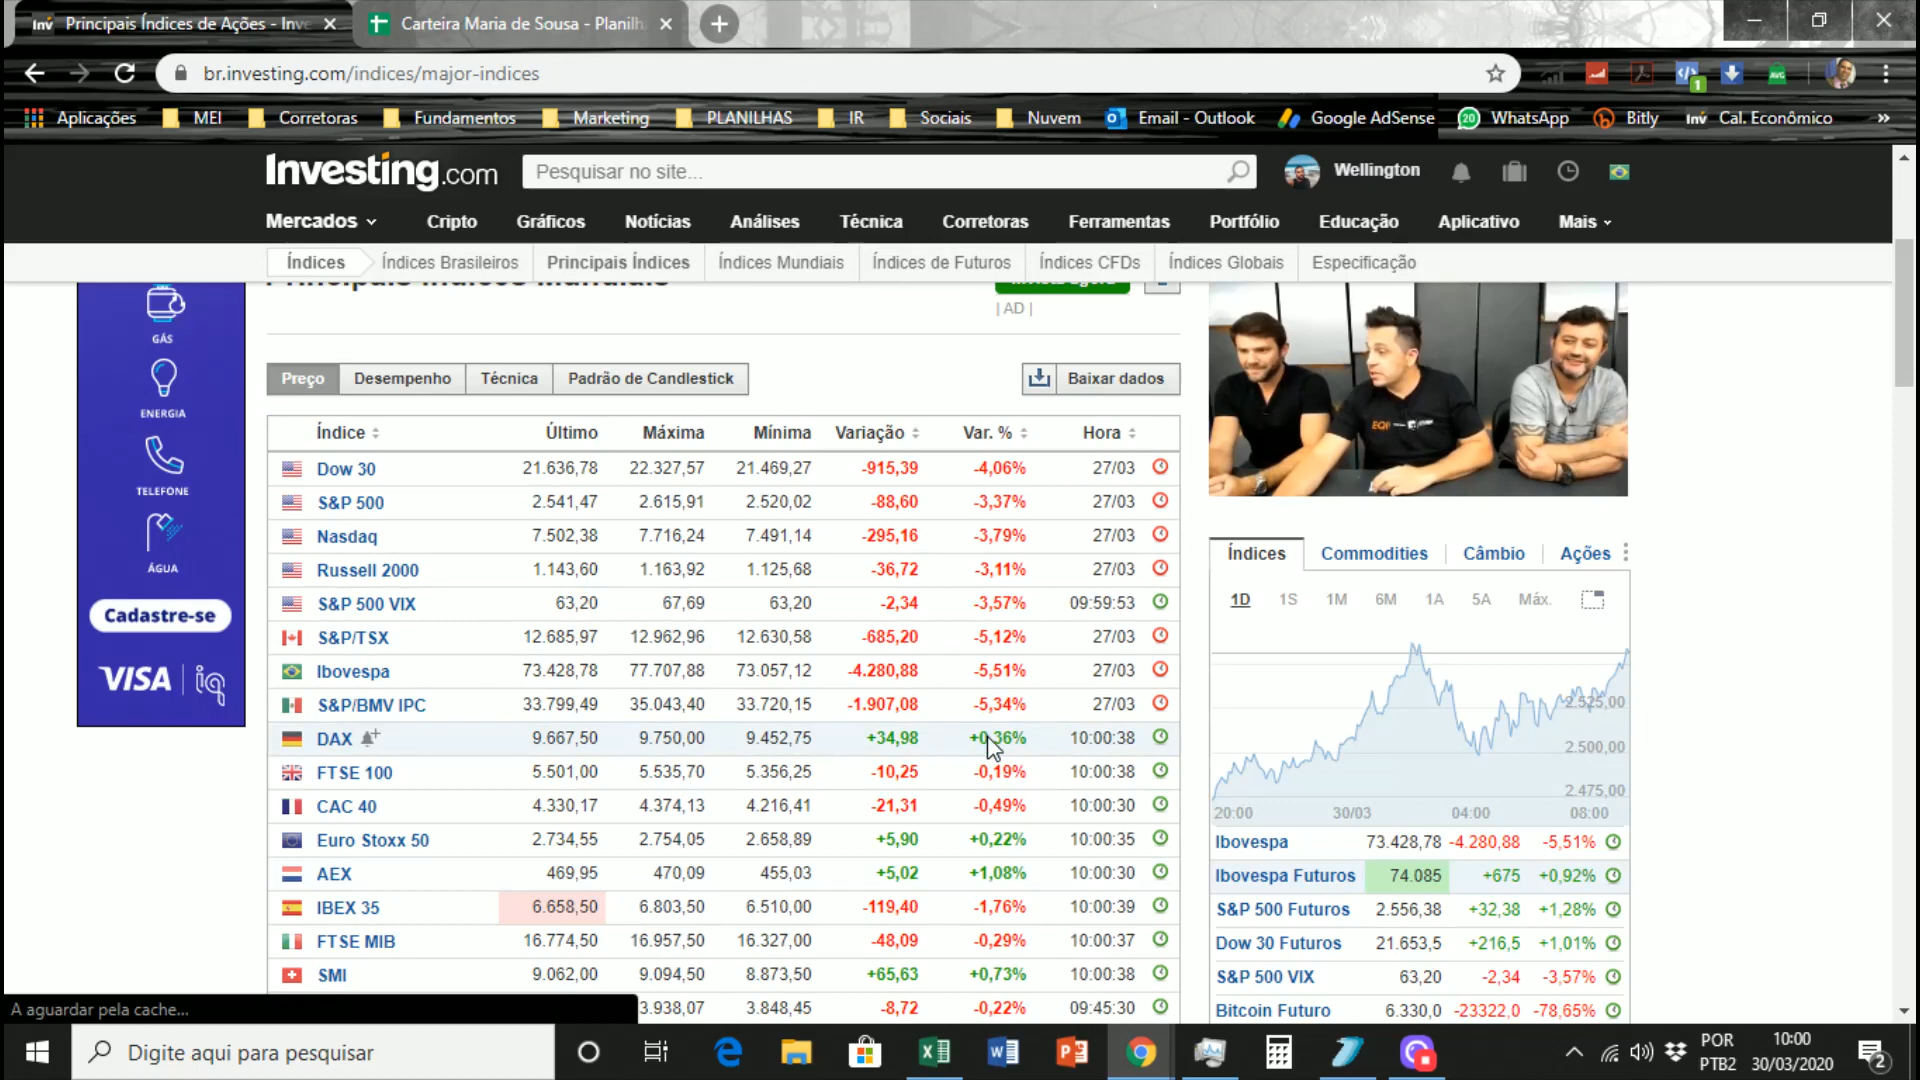 Principais Índices de Ações - Inve
Carteira Maria de Sousa - Planilh
br.investing.com/indices/major-indices
Aplicações MEI Corretoras Fundamentos Marketing PLANILHAS IR Sociais Nuvem Email - Outlook Google AdSense WhatsApp Bitly Cal. Econômico
Investing.com Pesquisar no site... Wellington
Mercados Cripto Gráficos Notícias Análises Técnica Corretoras Ferramentas Portfólio Educação Aplicativo Mais
Índices Índices Brasileiros Principais Índices Índices Mundiais Índices de Futuros Índices CFDs Índices Globais Especificação
Principais Índices Mundiais
| AD |
GÁS
ENERGIA
TELEFONE
ÁGUA
Cadastre-se
VISA iq
Preço Desempenho Técnica Padrão de Candlestick Baixar dados
Índice Último Máxima Mínima Variação Var. % Hora
Dow 30 21.636,78 22.327,57 21.469,27 -915,39 -4,06% 27/03
S&P 500 2.541,47 2.615,91 2.520,02 -88,60 -3,37% 27/03
Nasdaq 7.502,38 7.716,24 7.491,14 -295,16 -3,79% 27/03
Russell 2000 1.143,60 1.163,92 1.125,68 -36,72 -3,11% 27/03
S&P 500 VIX 63,20 67,69 63,20 -2,34 -3,57% 09:59:53
S&P/TSX 12.685,97 12.962,96 12.630,58 -685,20 -5,12% 27/03
Ibovespa 73.428,78 77.707,88 73.057,12 -4.280,88 -5,51% 27/03
S&P/BMV IPC 33.799,49 35.043,40 33.720,15 -1.907,08 -5,34% 27/03
DAX 9.667,50 9.750,00 9.452,75 +34,98 +0,36% 10:00:38
FTSE 100 5.501,00 5.535,70 5.356,25 -10,25 -0,19% 10:00:38
CAC 40 4.330,17 4.374,13 4.216,41 -21,31 -0,49% 10:00:30
Euro Stoxx 50 2.734,55 2.754,05 2.658,89 +5,90 +0,22% 10:00:35
AEX 469,95 470,09 455,03 +5,02 +1,08% 10:00:30
IBEX 35 6.658,50 6.803,50 6.510,00 -119,40 -1,76% 10:00:39
FTSE MIB 16.774,50 16.957,50 16.327,00 -48,09 -0,29% 10:00:37
SMI 9.062,00 9.094,50 8.873,50 +65,63 +0,73% 10:00:38
3.938,07 3.848,45 -8,72 -0,22% 09:45:30
EQI
Índices Commodities Câmbio Ações
1D 1S 1M 6M 1A 5A Máx.
2.525,00
2.500,00
2.475,00
20:00 30/03 04:00 08:00
Ibovespa 73.428,78 -4.280,88 -5,51%
Ibovespa Futuros 74.085 +675 +0,92%
S&P 500 Futuros 2.556,38 +32,38 +1,28%
Dow 30 Futuros 21.653,5 +216,5 +1,01%
S&P 500 VIX 63,20 -2,34 -3,57%
Bitcoin Futuro 6.330,0 -23322,0 -78,65%
A aguardar pela cache...
Digite aqui para pesquisar
POR
PTB2
10:00
30/03/2020
2